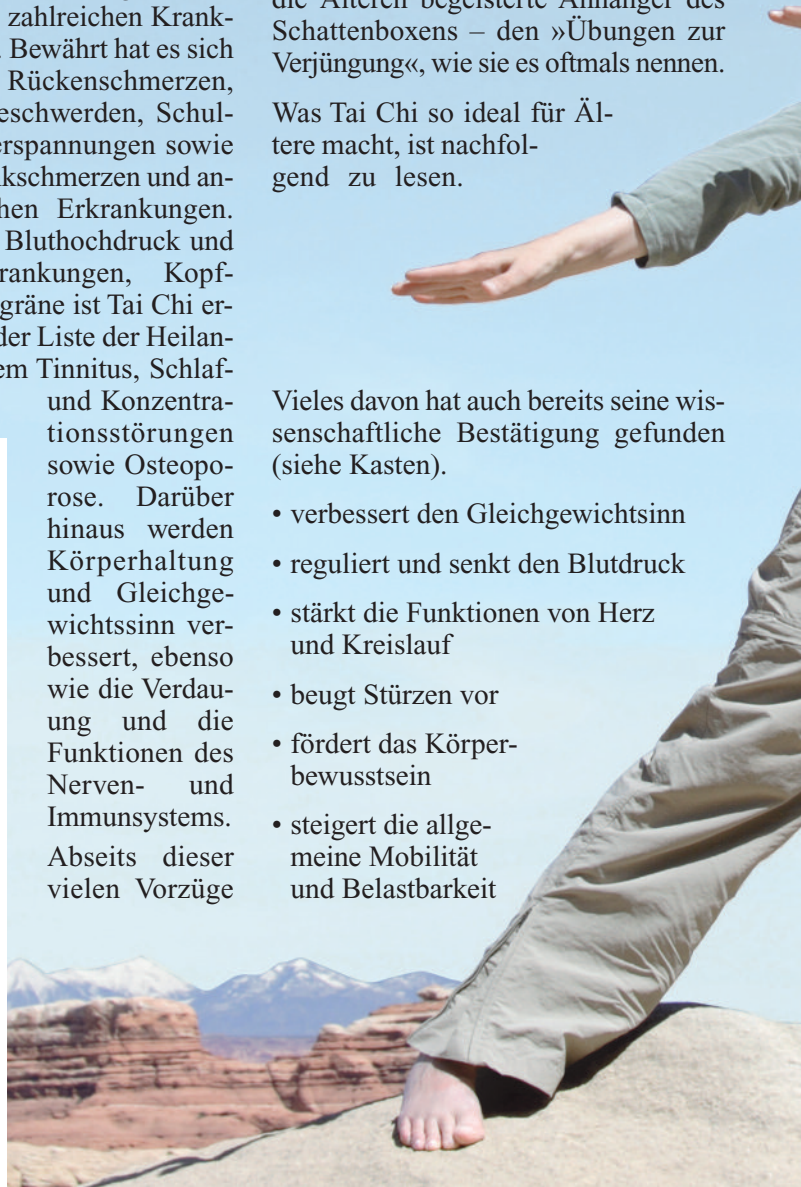 zahlreichen Krank-
. Bewährt hat es sich
Rückenschmerzen,
eschwerden, Schul-
erspannungen sowie
kschmerzen und an-
hen Erkrankungen.
Bluthochdruck und
rankungen, Kopf-
gräne ist Tai Chi er-
der Liste der Heilan-
em Tinnitus, Schlaf-
und Konzentra-
tionsstörungen
sowie Osteopo-
rose. Darüber
hinaus werden
Körperhaltung
und Gleichge-
wichtssinn ver-
bessert, ebenso
wie die Verdau-
ung und die
Funktionen des
Nerven- und
Immunsystems.
Abseits dieser
vielen Vorzüge
die Älteren begeisterte Anhänger des
Schattenboxens – den »Übungen zur
Verjüngung«, wie sie es oftmals nennen.
Was Tai Chi so ideal für Äl-
tere macht, ist nachfol-
gend zu lesen.
Vieles davon hat auch bereits seine wis-
senschaftliche Bestätigung gefunden
(siehe Kasten).
• verbessert den Gleichgewichtsinn
• reguliert und senkt den Blutdruck
• stärkt die Funktionen von Herz
und Kreislauf
• beugt Stürzen vor
• fördert das Körper-
bewusstsein
• steigert die allge-
meine Mobilität
und Belastbarkeit